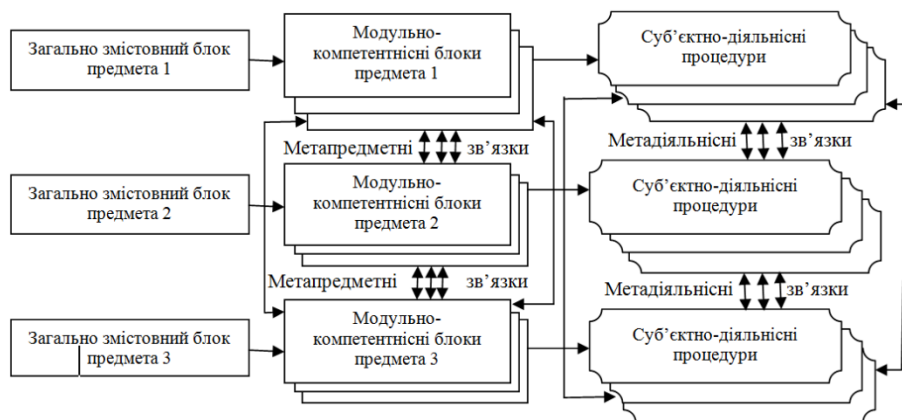 Загально змістовний блок
предмета 1
Модульно-
компетентнісні блоки
предмета 1
Суб’єктно-діяльнісні
процедури
Метапредметні зв’язки
Метадіяльнісні зв’язки
Загально змістовний блок
предмета 2
Модульно-
компетентнісні блоки
предмета 2
Суб’єктно-діяльнісні
процедури
Метапредметні зв’язки
Метадіяльнісні зв’язки
Загально змістовний блок
предмета 3
Модульно-
компетентнісні блоки
предмета 3
Суб’єктно-діяльнісні
процедури